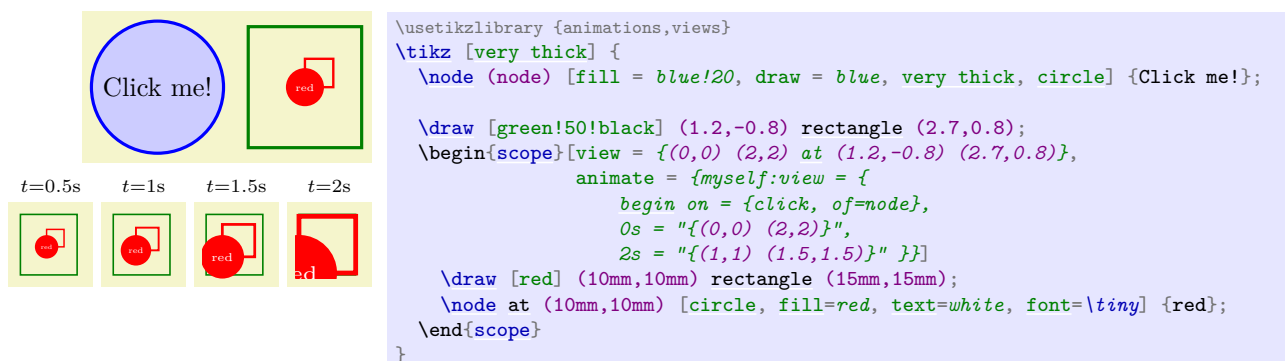 Click me!
red
t=0.5s t=1s t=1.5s t=2s
red red red ed
\usetikzlibrary {animations,views}
\tikz [very thick] {
  \node (node) [fill = blue!20, draw = blue, very thick, circle] {Click me!};
  \draw [green!50!black] (1.2,-0.8) rectangle (2.7,0.8);
  \begin{scope}[view = {(0,0) (2,2) at (1.2,-0.8) (2.7,0.8)},
                animate = {myself:view = {
                    begin on = {click, of=node},
                    0s = "{(0,0) (2,2)}",
                    2s = "{(1,1) (1.5,1.5)}" }}]
    \draw [red] (10mm,10mm) rectangle (15mm,15mm);
    \node at (10mm,10mm) [circle, fill=red, text=white, font=\tiny] {red};
  \end{scope}
}